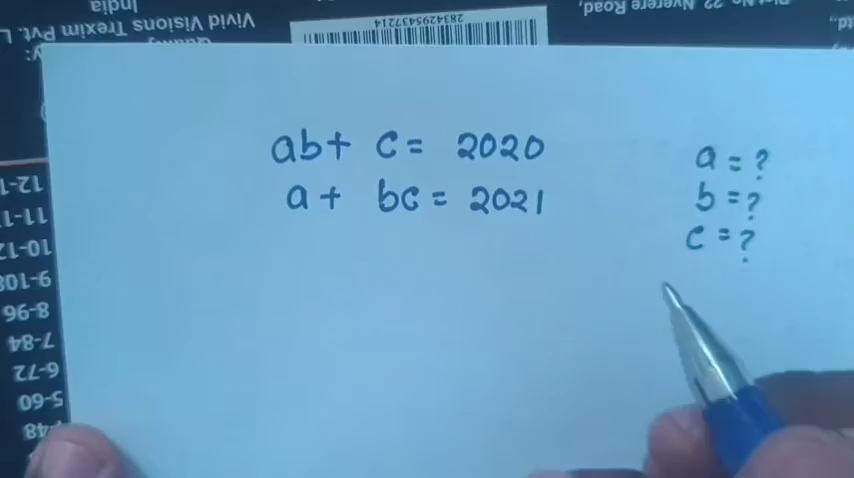 India
Vivid Visions Trexim Pvt. L
2834295437214
Road,
ab+ c= 2020
a+ bc= 2021
a=?
b=?
c=?
12-1
11-1
10-12
9-108
8-96
7-84
6-72
5-60
48